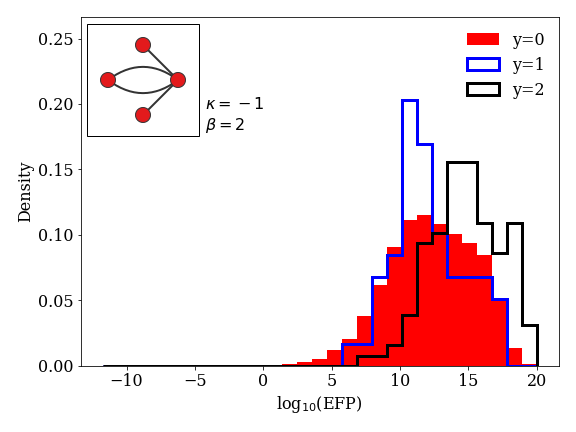 0.25
0.20
0.15
0.10
0.05
0.00
Density
κ = −1
β = 2
y=0
y=1
y=2
−10 −5 0 5 10 15 20
log₁₀(EFP)